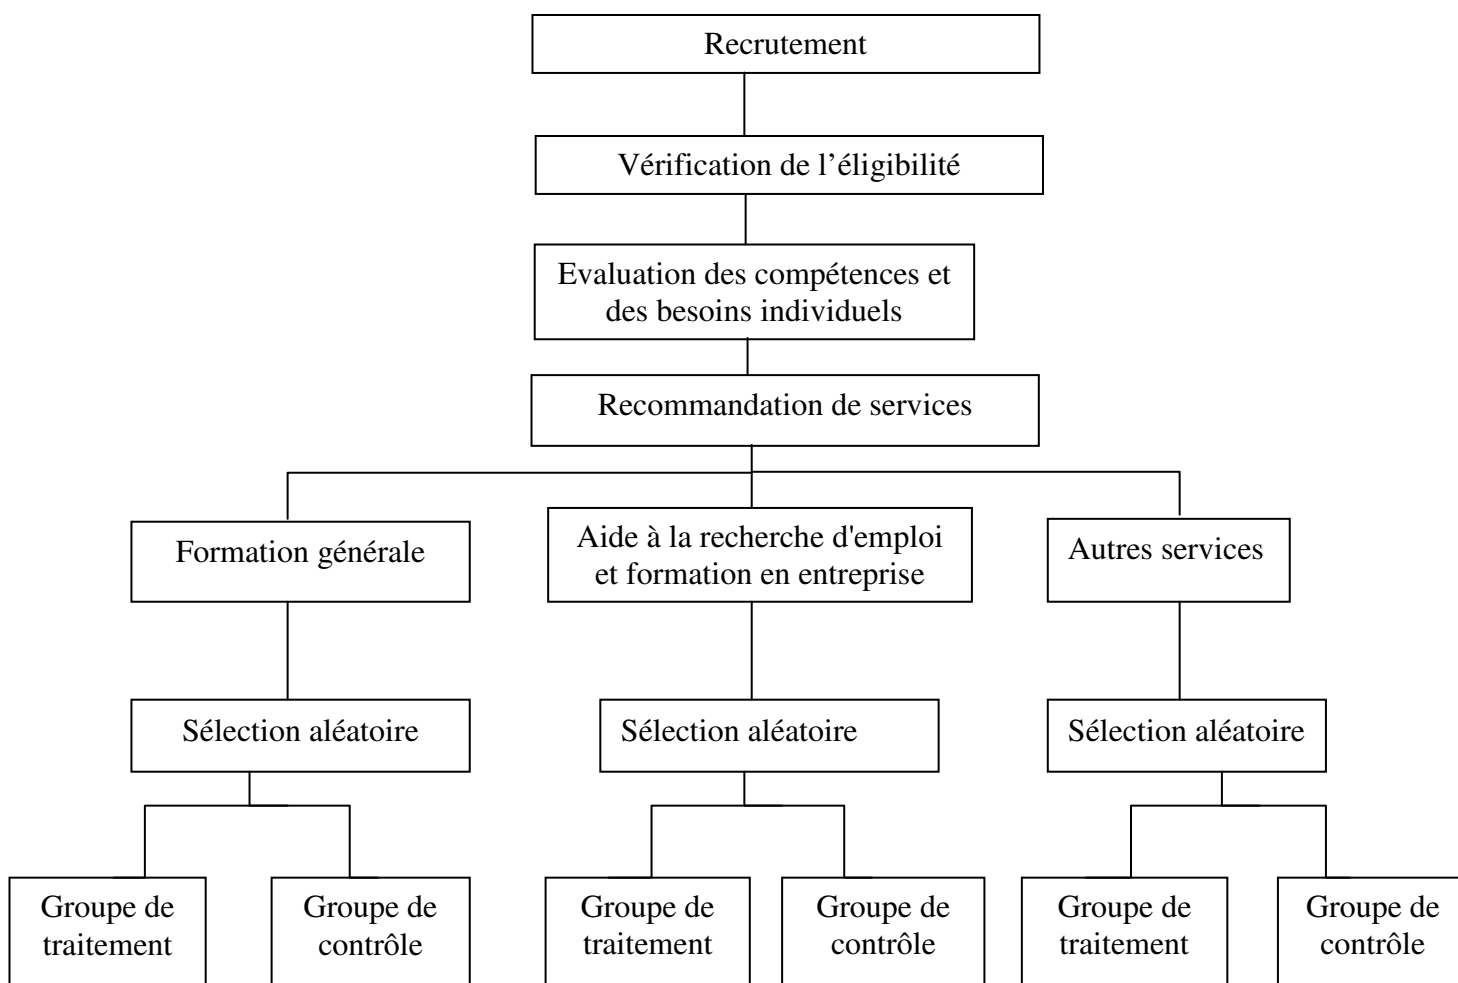 Recrutement
Vérification de l’éligibilité
Evaluation des compétences et
des besoins individuels
Recommandation de services
Formation générale
Aide à la recherche d'emploi
et formation en entreprise
Autres services
Sélection aléatoire
Sélection aléatoire
Sélection aléatoire
Groupe de
traitement
Groupe de
contrôle
Groupe de
traitement
Groupe de
contrôle
Groupe de
traitement
Groupe de
contrôle